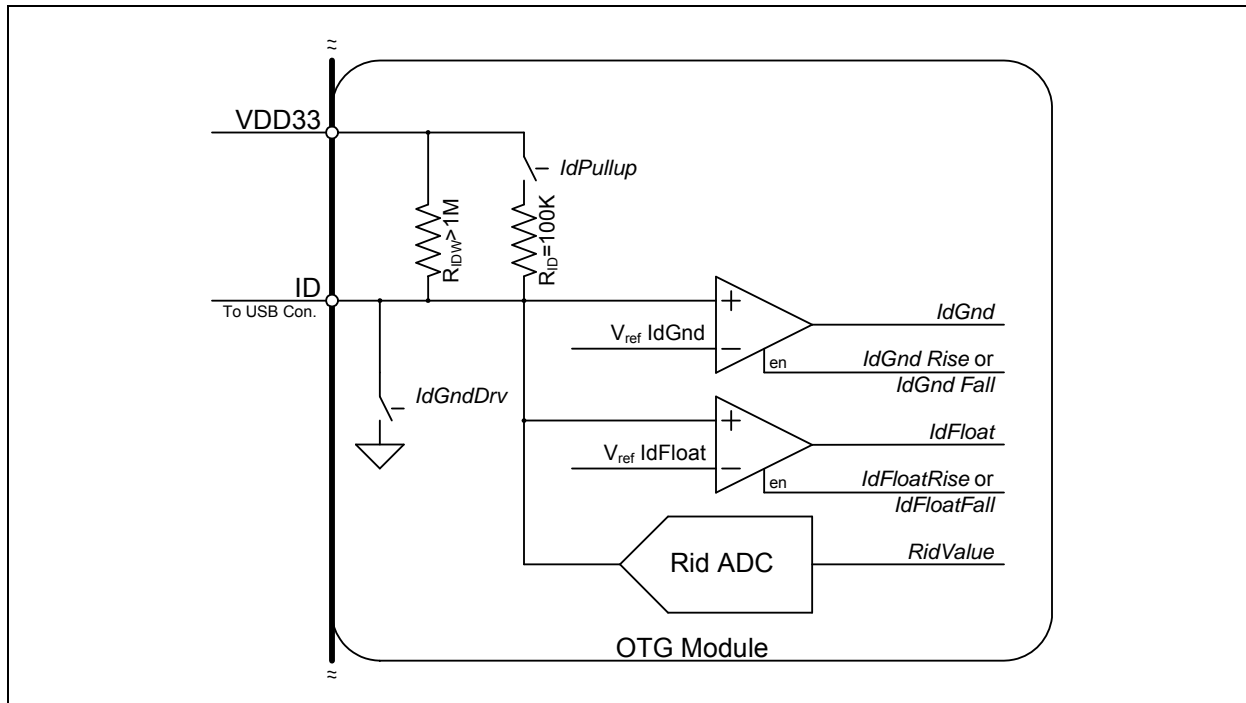 ≈
VDD33
IdPullup
R_IDW>1M
R_ID=100K
ID
To USB Con.
+
IdGnd
V_ref IdGnd
−
en
IdGnd Rise or
IdGnd Fall
IdGndDrv
+
IdFloat
V_ref IdFloat
−
en
IdFloatRise or
IdFloatFall
Rid ADC
RidValue
OTG Module
≈